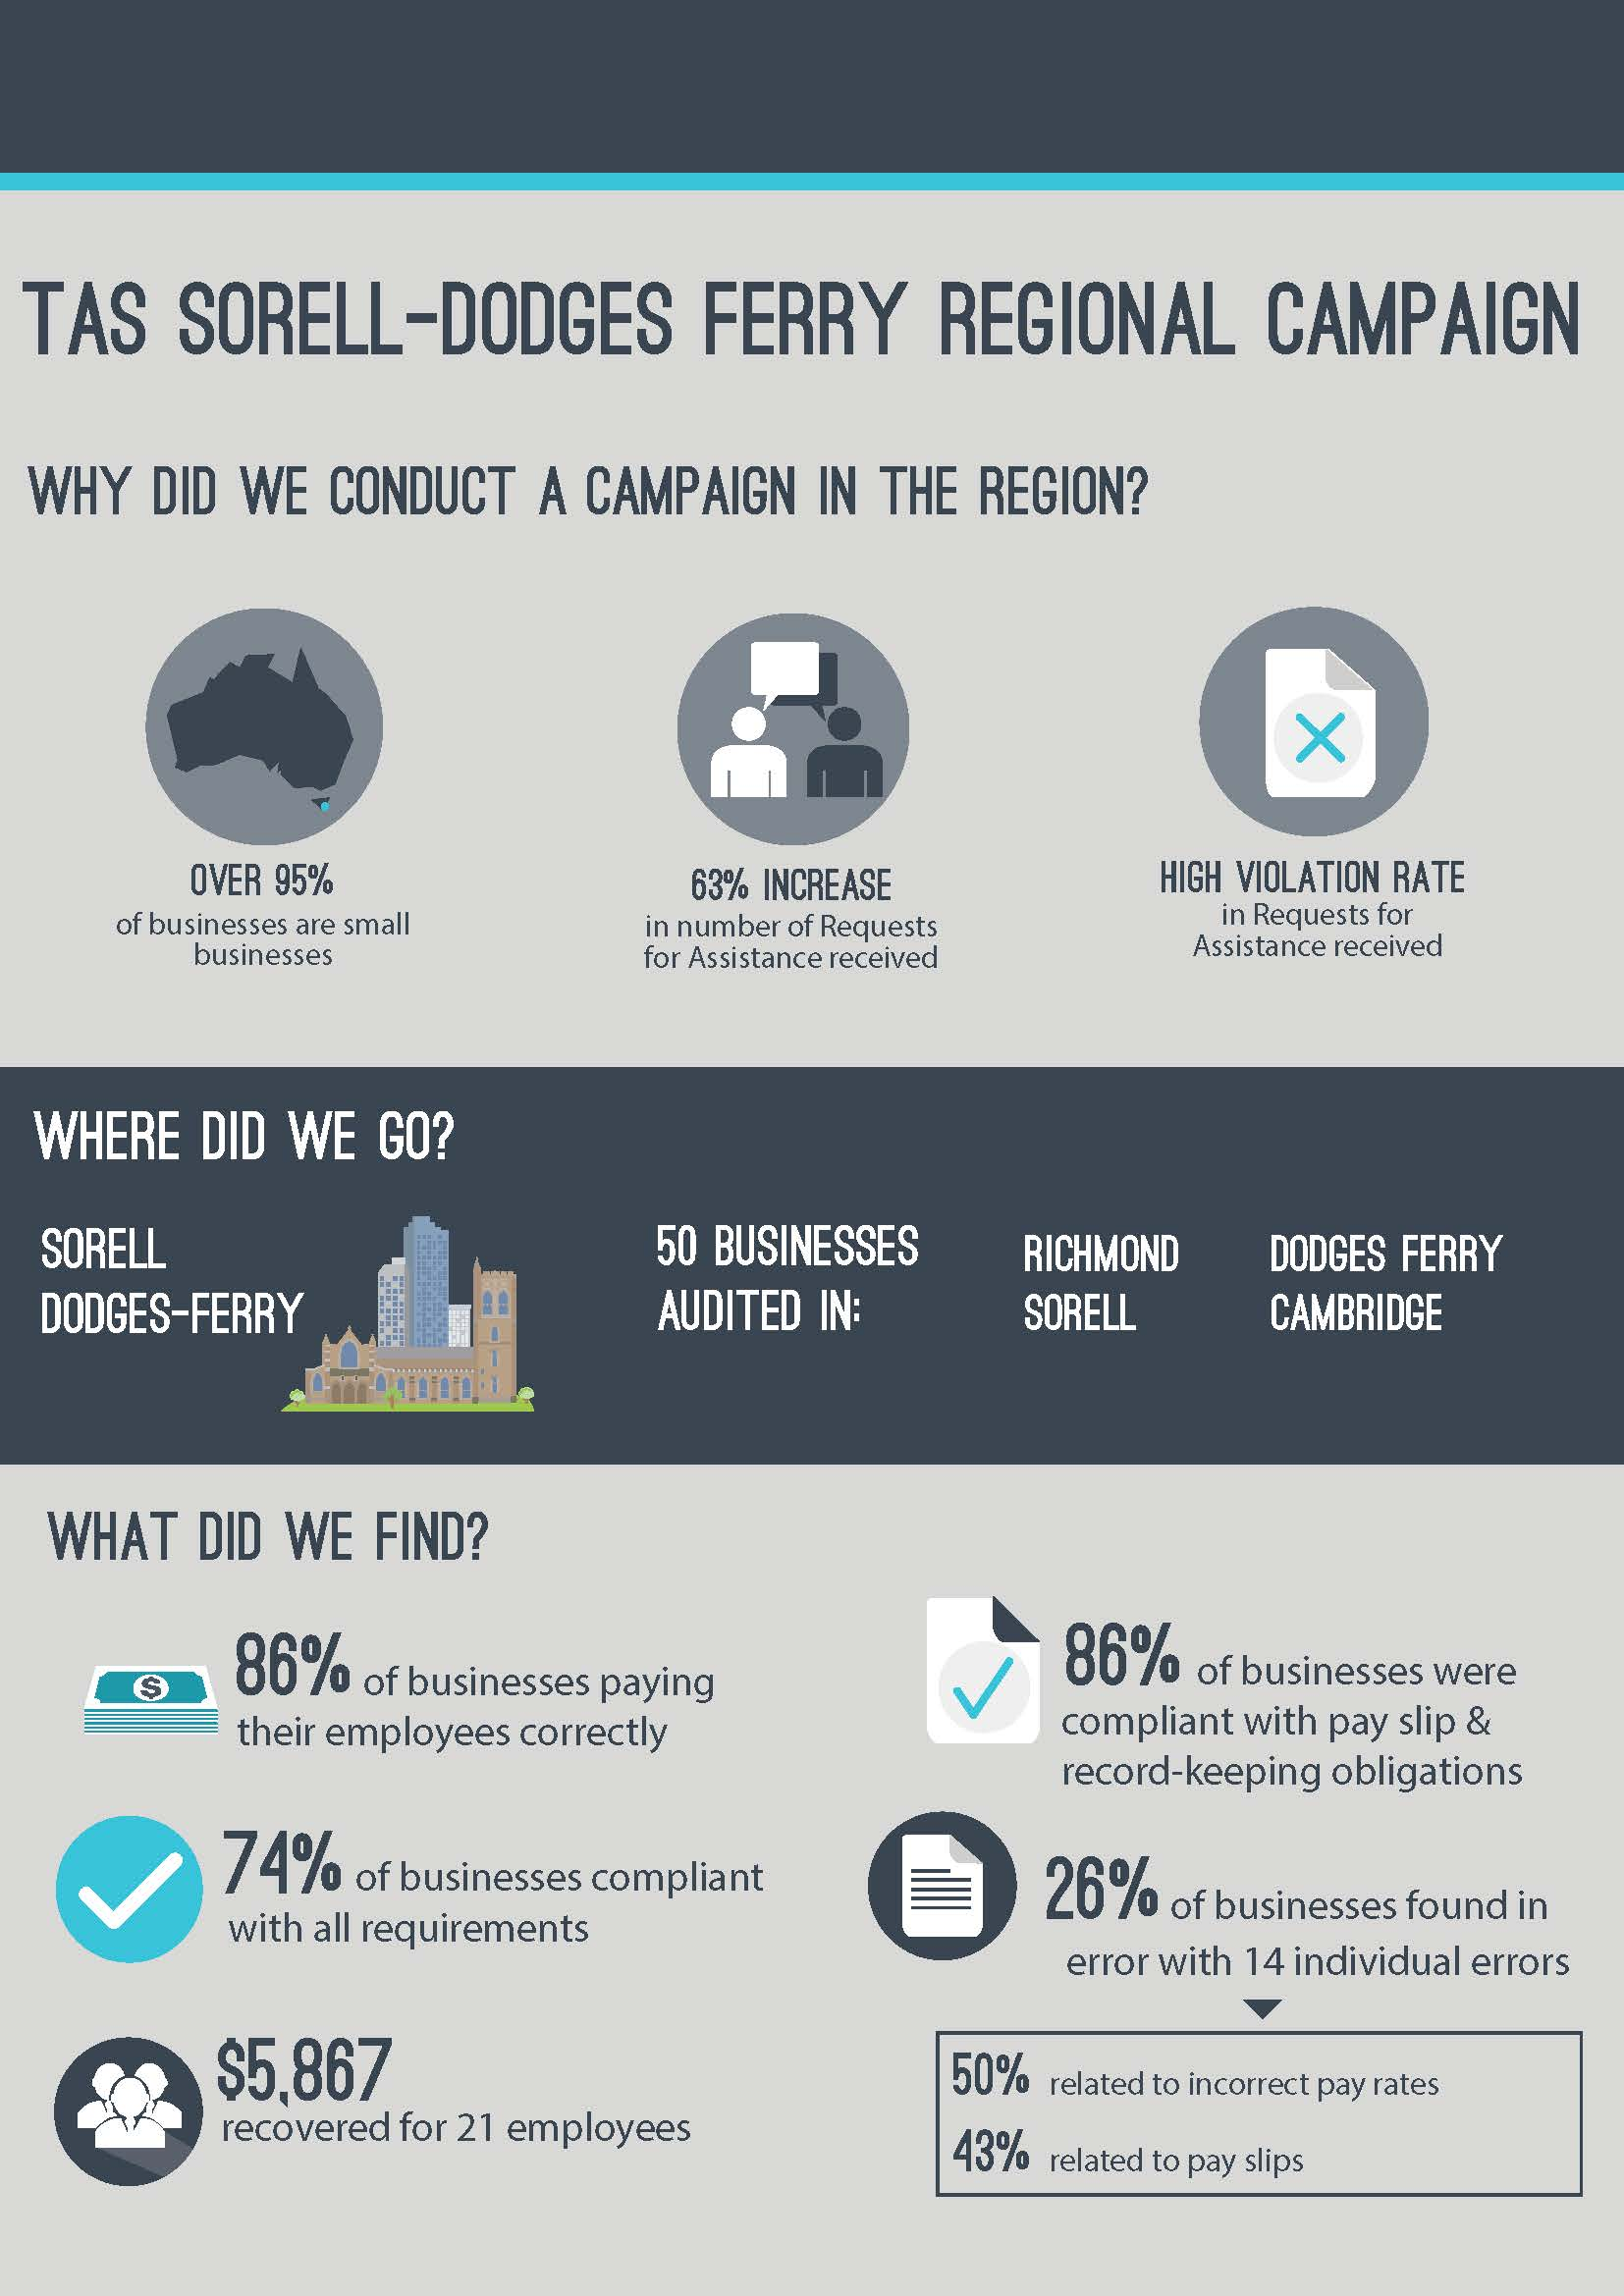 TAS SORELL-DODGES FERRY REGIONAL CAMPAIGN
WHY DID WE CONDUCT A CAMPAIGN IN THE REGION?
OVER 95%
of businesses are small
businesses
63% INCREASE
in number of Requests
for Assistance received
HIGH VIOLATION RATE
in Requests for
Assistance received
WHERE DID WE GO?
SORELL
DODGES-FERRY
50 BUSINESSES
AUDITED IN:
RICHMOND
SORELL
DODGES FERRY
CAMBRIDGE
WHAT DID WE FIND?
$
86% of businesses paying
their employees correctly
86% of businesses were
compliant with pay slip &
record-keeping obligations
74% of businesses compliant
with all requirements
26% of businesses found in
error with 14 individual errors
$5,867
recovered for 21 employees
50% related to incorrect pay rates
43% related to pay slips